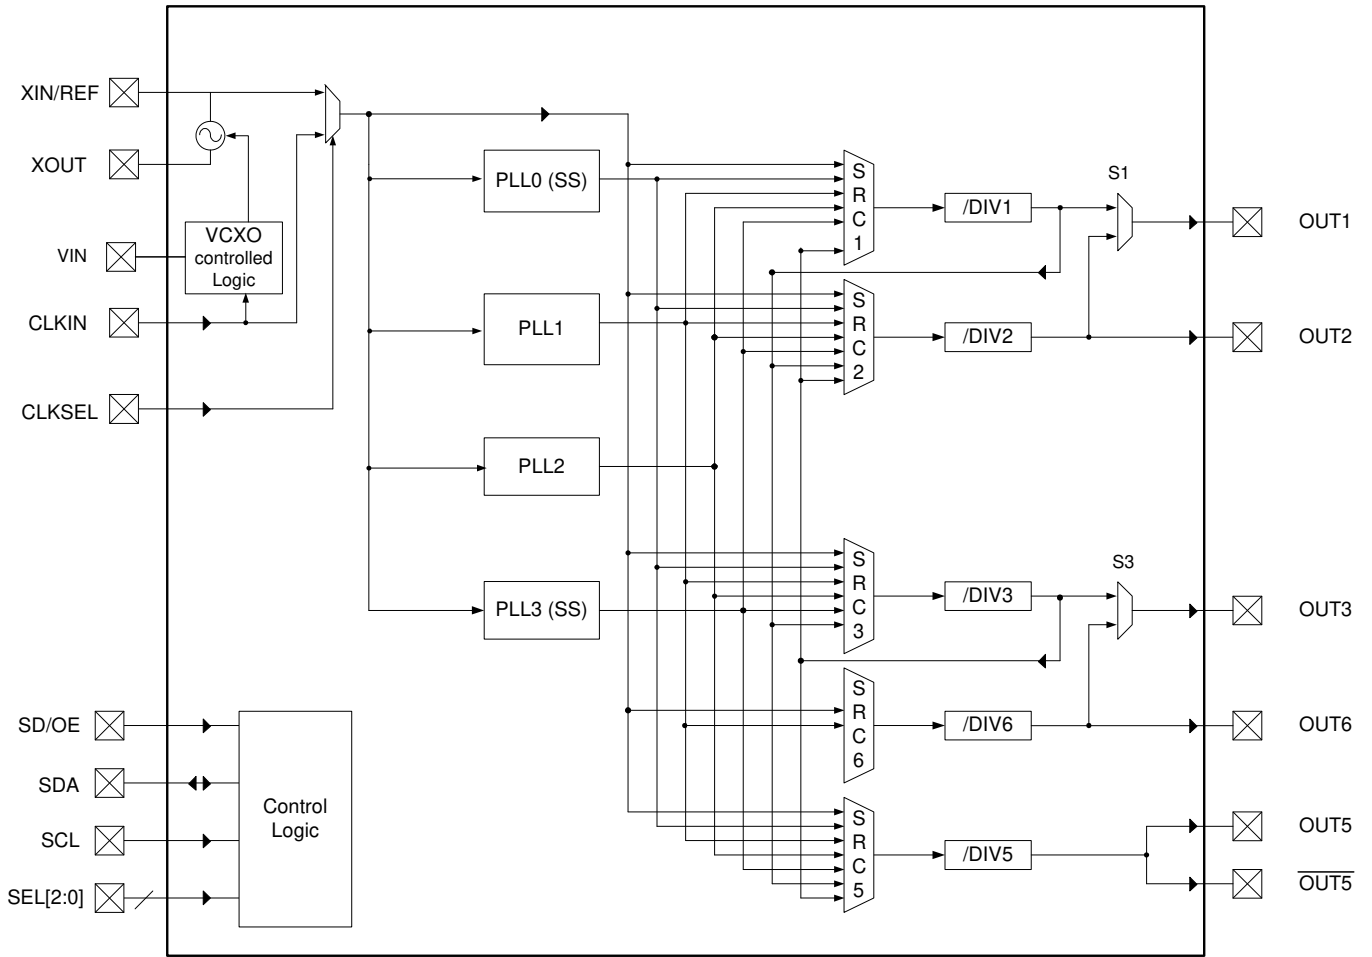 XIN/REF
XOUT
VIN
CLKIN
CLKSEL
VCXO
controlled
Logic
PLL0 (SS)
PLL1
PLL2
PLL3 (SS)
S
R
C
1
S
R
C
2
S
R
C
3
S
R
C
6
S
R
C
5
/DIV1
/DIV2
/DIV3
/DIV6
/DIV5
S1
S3
OUT1
OUT2
OUT3
OUT6
OUT5
OUT5
SD/OE
SDA
SCL
SEL[2:0]
Control
Logic